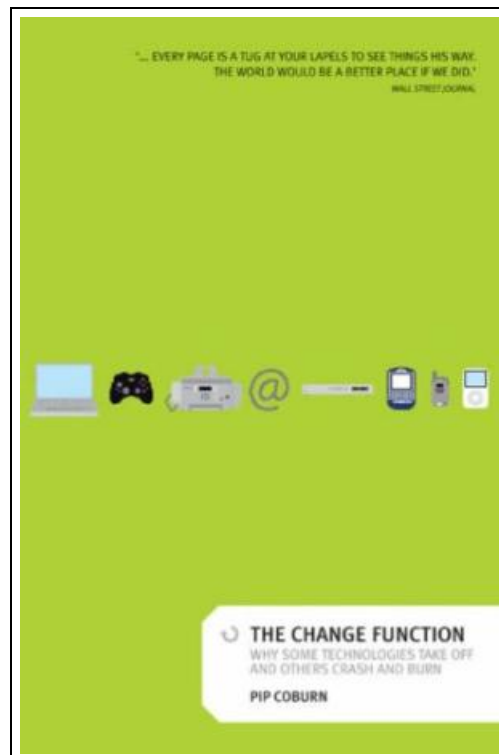 "... EVERY PAGE IS A TUG AT YOUR LAPELS TO SEE THINGS HIS WAY.
THE WORLD WOULD BE A BETTER PLACE IF WE DID."
WALL STREET JOURNAL
@
THE CHANGE FUNCTION
WHY SOME TECHNOLOGIES TAKE OFF
AND OTHERS CRASH AND BURN
PIP COBURN